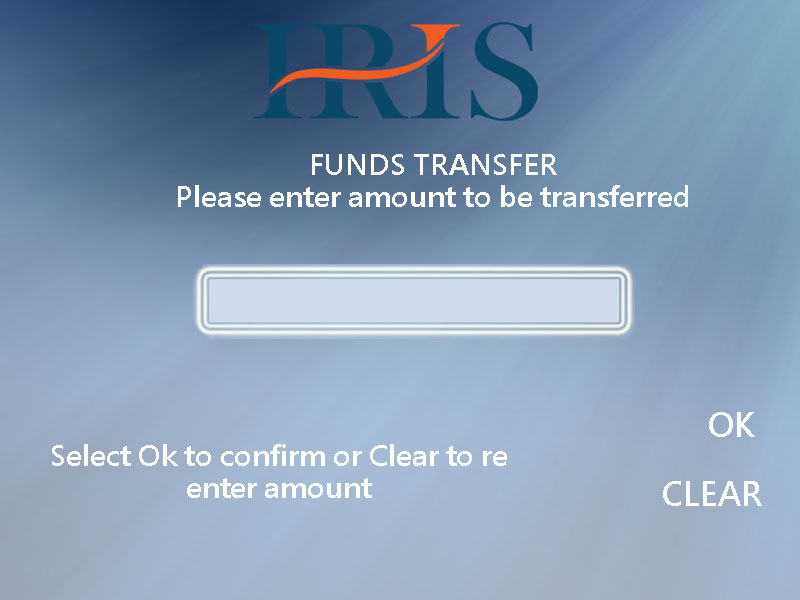 IRIS
FUNDS TRANSFER
Please enter amount to be transferred
OK
Select Ok to confirm or Clear to re
enter amount
CLEAR